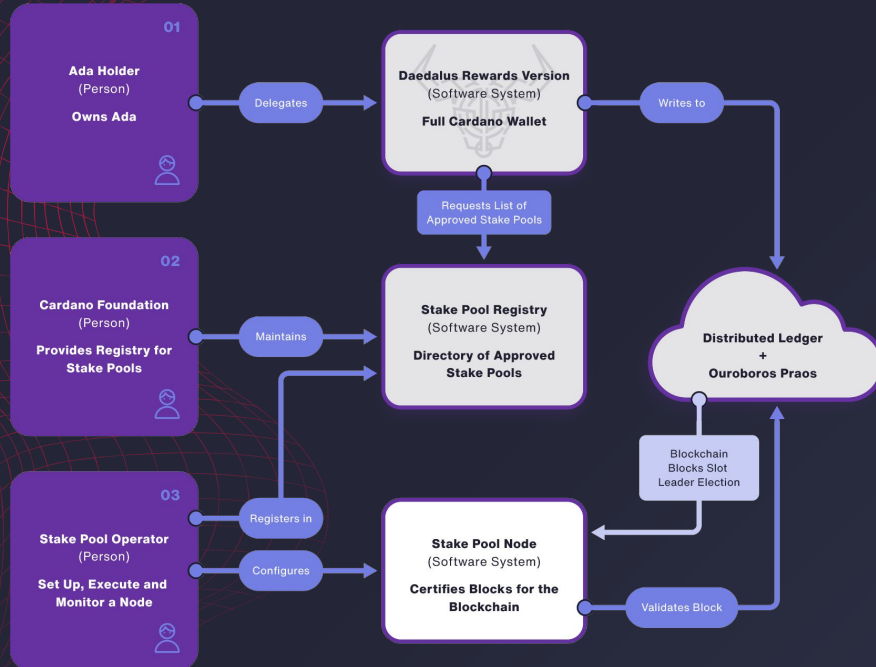 01
Ada Holder
(Person)
Owns Ada
Delegates
Daedalus Rewards Version
(Software System)
Full Cardano Wallet
Writes to
Requests List of
Approved Stake Pools
02
Cardano Foundation
(Person)
Provides Registry for
Stake Pools
Maintains
Stake Pool Registry
(Software System)
Directory of Approved
Stake Pools
Distributed Ledger
+
Ouroboros Praos
Blockchain
Blocks Slot
Leader Election
03
Stake Pool Operator
(Person)
Set Up, Execute and
Monitor a Node
Registers in
Configures
Stake Pool Node
(Software System)
Certifies Blocks for the
Blockchain
Validates Block